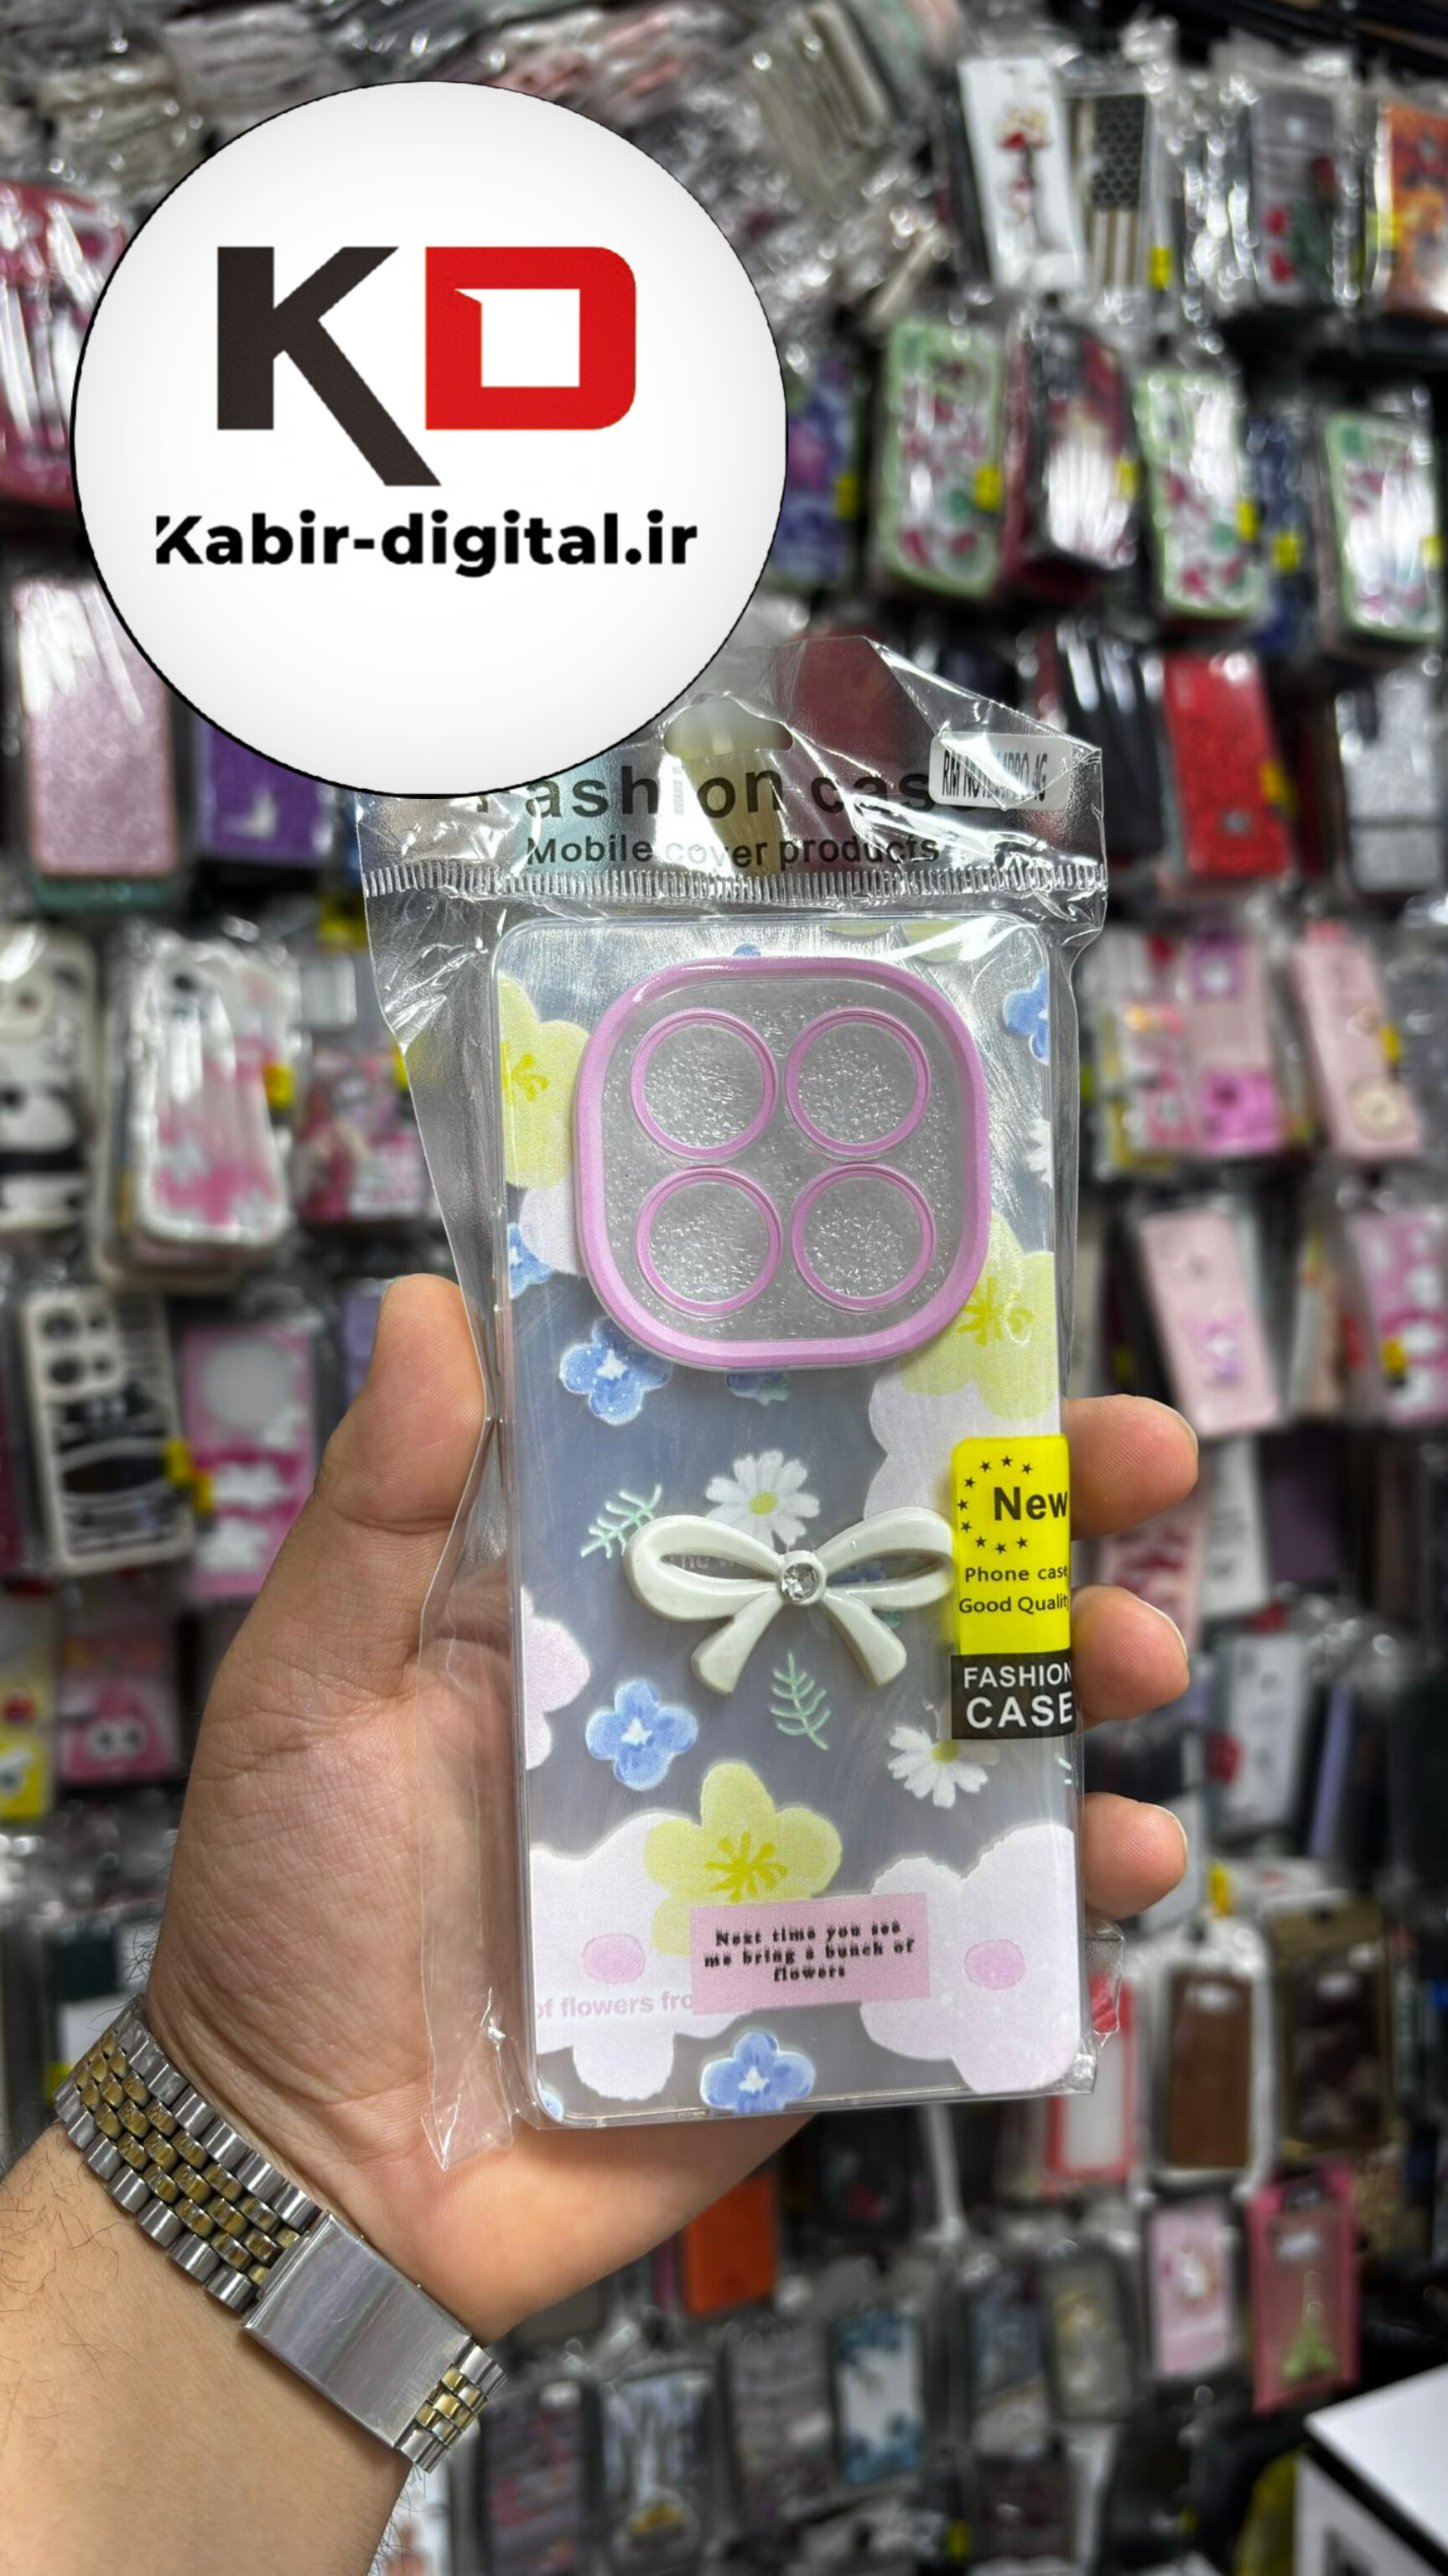 KD
Kabir-digital.ir
Fashion case
Mobile cover products
New
Phone case
Good Quality
FASHION
CASE
Next time you see
me bring a bunch of
flowers
of flowers fro